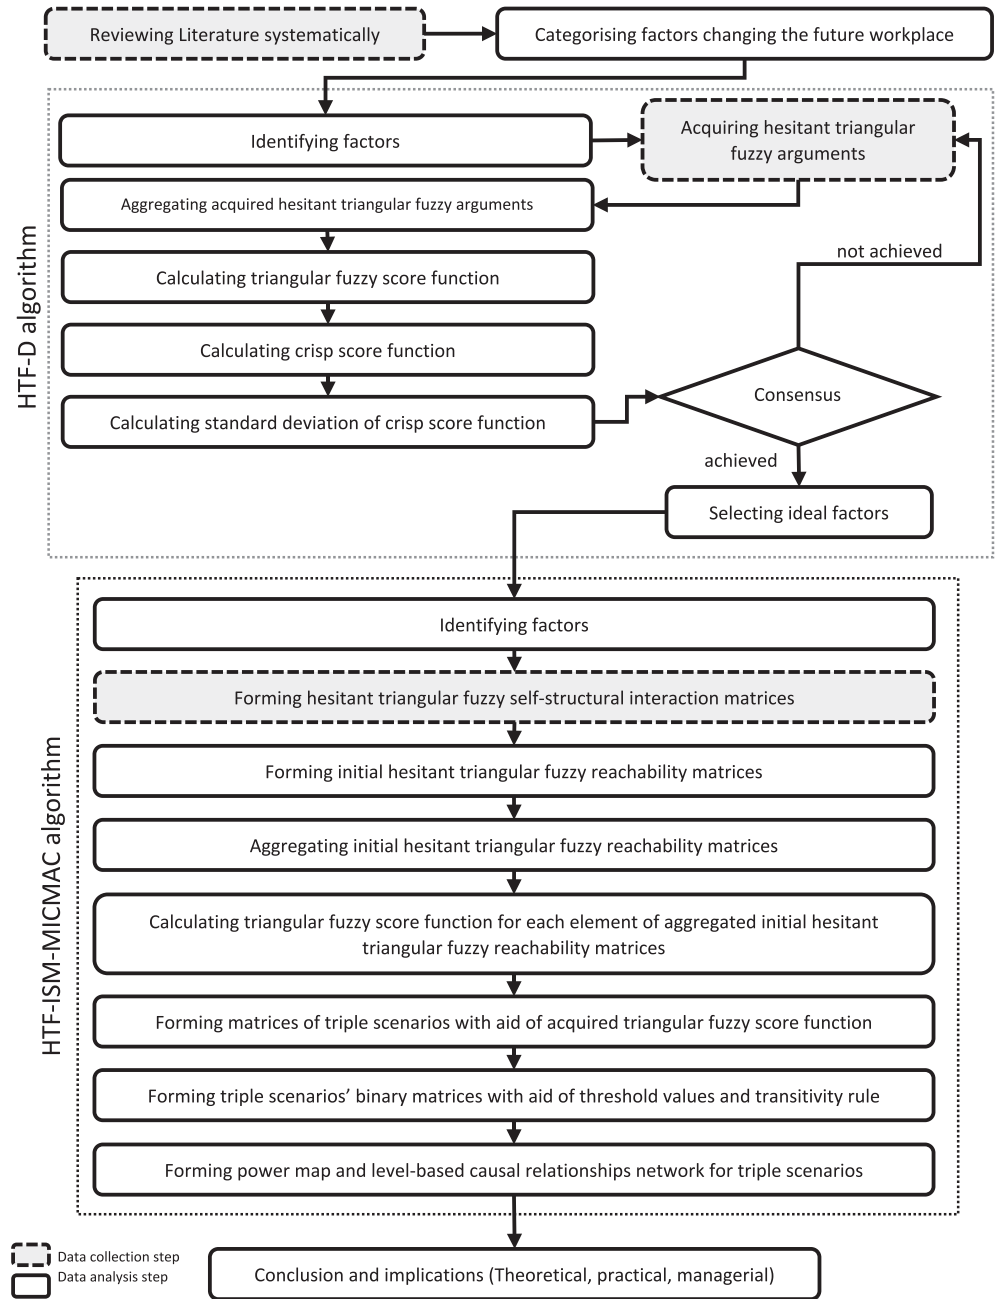 Reviewing Literature systematically
Categorising factors changing the future workplace
HTF-D algorithm
Identifying factors
Acquiring hesitant triangular
fuzzy arguments
Aggregating acquired hesitant triangular fuzzy arguments
not achieved
Calculating triangular fuzzy score function
Calculating crisp score function
Consensus
Calculating standard deviation of crisp score function
achieved
Selecting ideal factors
HTF-ISM-MICMAC algorithm
Identifying factors
Forming hesitant triangular fuzzy self-structural interaction matrices
Forming initial hesitant triangular fuzzy reachability matrices
Aggregating initial hesitant triangular fuzzy reachability matrices
Calculating triangular fuzzy score function for each element of aggregated initial hesitant
triangular fuzzy reachability matrices
Forming matrices of triple scenarios with aid of acquired triangular fuzzy score function
Forming triple scenarios’ binary matrices with aid of threshold values and transitivity rule
Forming power map and level-based causal relationships network for triple scenarios
Data collection step
Data analysis step
Conclusion and implications (Theoretical, practical, managerial)